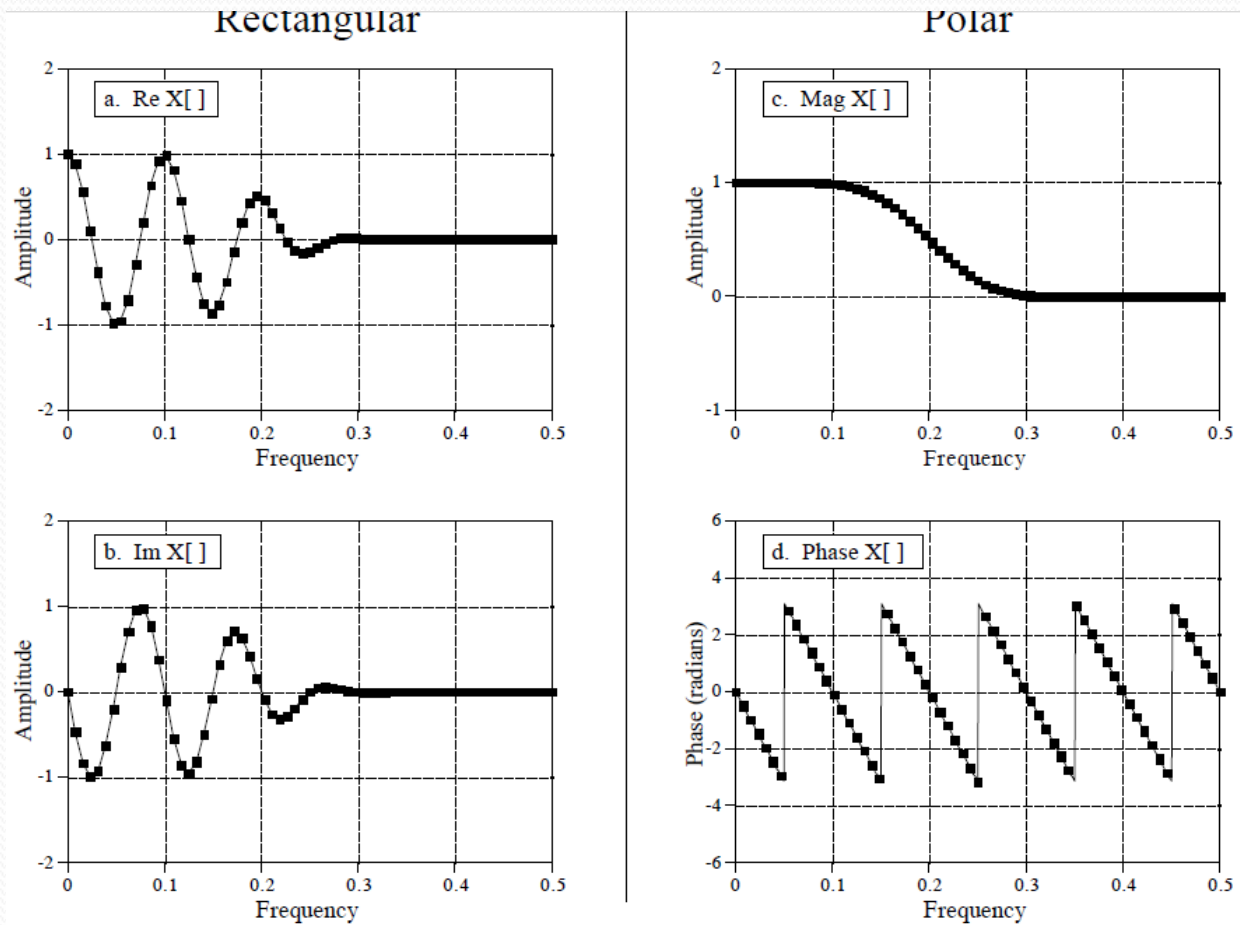 Rectangular
Polar
a. Re X[ ]
2
1
0
-1
-2
Amplitude
0 0.1 0.2 0.3 0.4 0.5
Frequency
c. Mag X[ ]
2
1
0
-1
Amplitude
0 0.1 0.2 0.3 0.4 0.5
Frequency
b. Im X[ ]
2
1
0
-1
-2
Amplitude
0 0.1 0.2 0.3 0.4 0.5
Frequency
d. Phase X[ ]
6
4
2
0
-2
-4
-6
Phase (radians)
0 0.1 0.2 0.3 0.4 0.5
Frequency